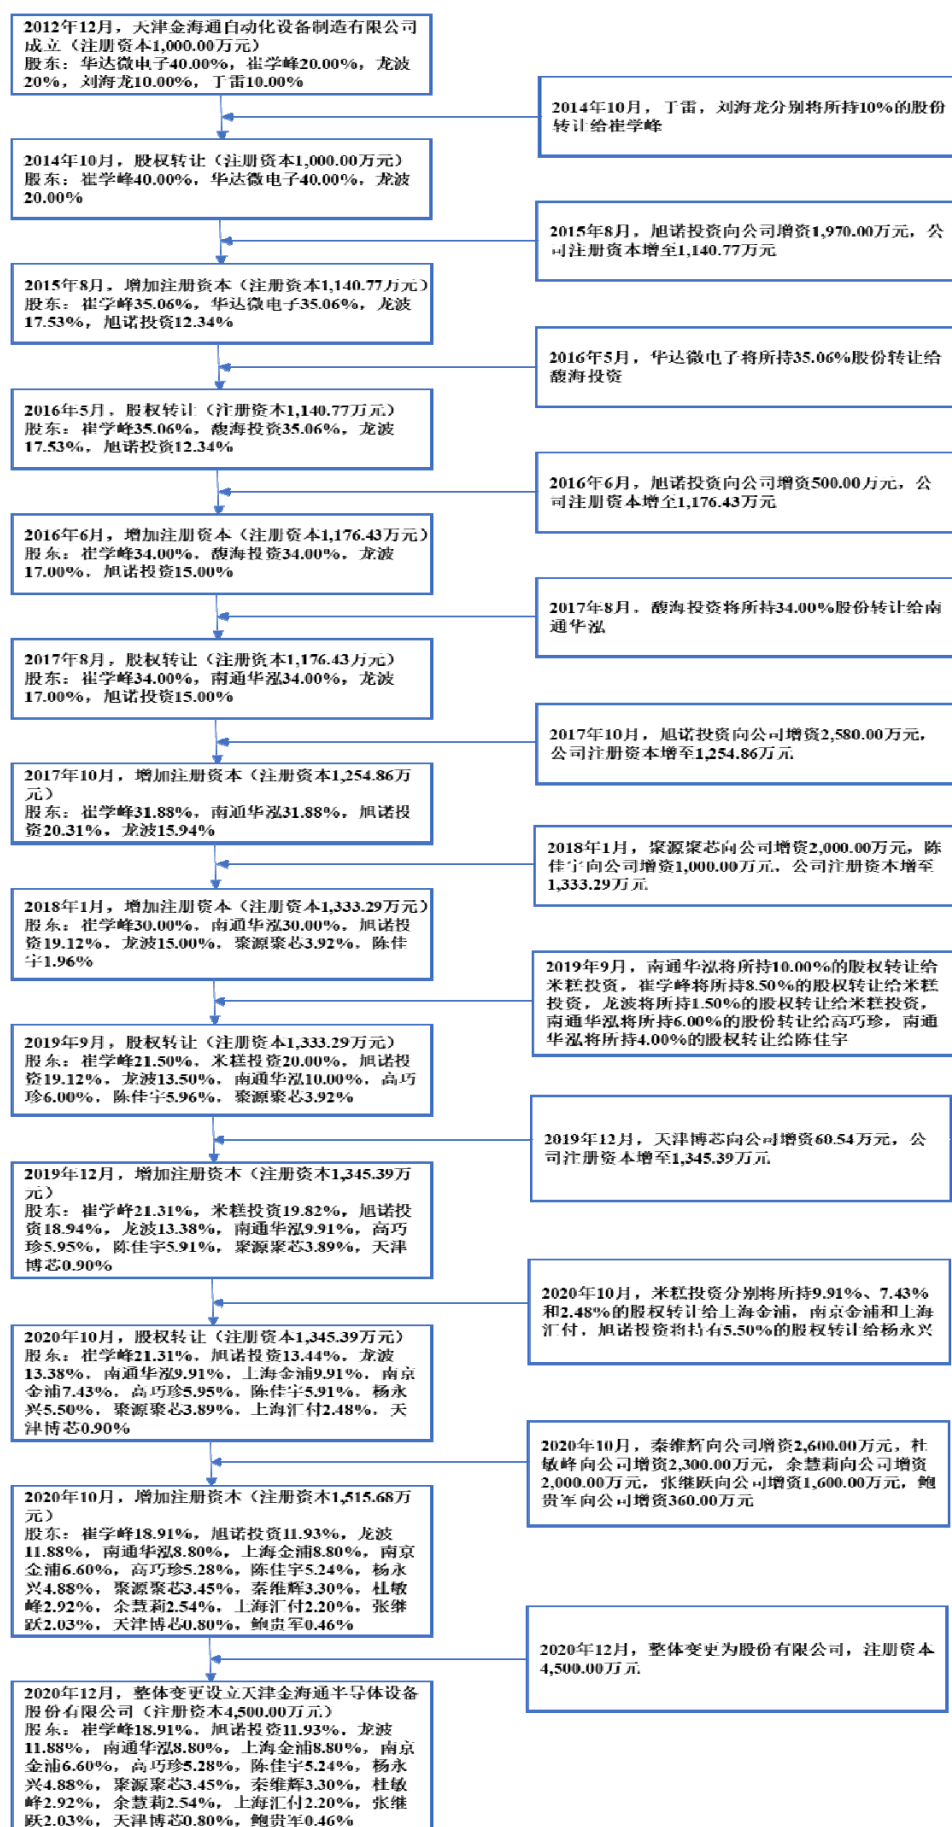 2012年12月，天津金海通自动化设备制造有限公司
成立（注册资本1,000.00万元）
股东：华达微电子40.00%，崔学峰20.00%，龙波
20%，刘海龙10.00%，丁雷10.00%
2014年10月，丁雷，刘海龙分别将所持10%的股份
转让给崔学峰
2014年10月，股权转让（注册资本1,000.00万元）
股东：崔学峰40.00%，华达微电子40.00%，龙波
20.00%
2015年8月，旭诺投资向公司增资1,970.00万元，公
司注册资本增至1,140.77万元
2015年8月，增加注册资本（注册资本1,140.77万元）
股东：崔学峰35.06%，华达微电子35.06%，龙波
17.53%，旭诺投资12.34%
2016年5月，华达微电子将所持35.06%股份转让给
馥海投资
2016年5月，股权转让（注册资本1,140.77万元）
股东：崔学峰35.06%，馥海投资35.06%，龙波
17.53%，旭诺投资12.34%
2016年6月，旭诺投资向公司增资500.00万元，公
司注册资本增至1,176.43万元
2016年6月，增加注册资本（注册资本1,176.43万元）
股东：崔学峰34.00%，馥海投资34.00%，龙波
17.00%，旭诺投资15.00%
2017年8月，馥海投资将所持34.00%股份转让给南
通华泓
2017年8月，股权转让（注册资本1,176.43万元）
股东：崔学峰34.00%，南通华泓34.00%，龙波
17.00%，旭诺投资15.00%
2017年10月，旭诺投资向公司增资2,580.00万元，
公司注册资本增至1,254.86万元
2017年10月，增加注册资本（注册资本1,254.86万
元）
股东：崔学峰31.88%，南通华泓31.88%，旭诺投
资20.31%，龙波15.94%
2018年1月，聚源聚芯向公司增资2,000.00万元，陈
佳宇向公司增资1,000.00万元，公司注册资本增至
1,333.29万元
2018年1月，增加注册资本（注册资本1,333.29万元）
股东：崔学峰30.00%，南通华泓30.00%，旭诺投
资19.12%，龙波15.00%，聚源聚芯3.92%，陈佳
宇1.96%
2019年9月，南通华泓将所持10.00%的股权转让给
米糕投资，崔学峰将所持8.50%的股权转让给米糕
投资，龙波将所持1.50%的股权转让给米糕投资，
南通华泓将所持6.00%的股份转让给高巧珍，南通
华泓将所持4.00%的股权转让给陈佳宇
2019年9月，股权转让（注册资本1,333.29万元）
股东：崔学峰21.50%，米糕投资20.00%，旭诺投
资19.12%，龙波13.50%，南通华泓10.00%，高巧
珍6.00%，陈佳宇5.96%，聚源聚芯3.92%
2019年12月，天津博芯向公司增资60.54万元，公
司注册资本增至1,345.39万元
2019年12月，增加注册资本（注册资本1,345.39万
元）
股东：崔学峰21.31%，米糕投资19.82%，旭诺投
资18.94%，龙波13.38%，南通华泓9.91%，高巧
珍5.95%，陈佳宇5.91%，聚源聚芯3.89%，天津
博芯0.90%
2020年10月，米糕投资分别将所持9.91%、7.43%
和2.48%的股权转让给上海金浦，南京金浦和上海
汇付，旭诺投资将持有5.50%的股权转让给杨永兴
2020年10月，股权转让（注册资本1,345.39万元）
股东：崔学峰21.31%，旭诺投资13.44%，龙波
13.38%，南通华泓9.91%，上海金浦9.91%，南京
金浦7.43%，高巧珍5.95%，陈佳宇5.91%，杨永
兴5.50%，聚源聚芯3.89%，上海汇付2.48%，天
津博芯0.90%
2020年10月，秦维辉向公司增资2,600.00万元，杜
敏峰向公司增资2,300.00万元，余慧莉向公司增资
2,000.00万元，张继跃向公司增资1,600.00万元，鲍
贵军向公司增资360.00万元
2020年10月，增加注册资本（注册资本1,515.68万
元）
股东：崔学峰18.91%，旭诺投资11.93%，龙波
11.88%，南通华泓8.80%，上海金浦8.80%，南京
金浦6.60%，高巧珍5.28%，陈佳宇5.24%，杨永
兴4.88%，聚源聚芯3.45%，秦维辉3.30%，杜敏
峰2.92%，余慧莉2.54%，上海汇付2.20%，张继
跃2.03%，天津博芯0.80%，鲍贵军0.46%
2020年12月，整体变更为股份有限公司，注册资本
4,500.00万元
2020年12月，整体变更设立天津金海通半导体设备
股份有限公司（注册资本4,500.00万元）
股东：崔学峰18.91%，旭诺投资11.93%，龙波
11.88%，南通华泓8.80%，上海金浦8.80%，南京
金浦6.60%，高巧珍5.28%，陈佳宇5.24%，杨永
兴4.88%，聚源聚芯3.45%，秦维辉3.30%，杜敏
峰2.92%，余慧莉2.54%，上海汇付2.20%，张继
跃2.03%，天津博芯0.80%，鲍贵军0.46%